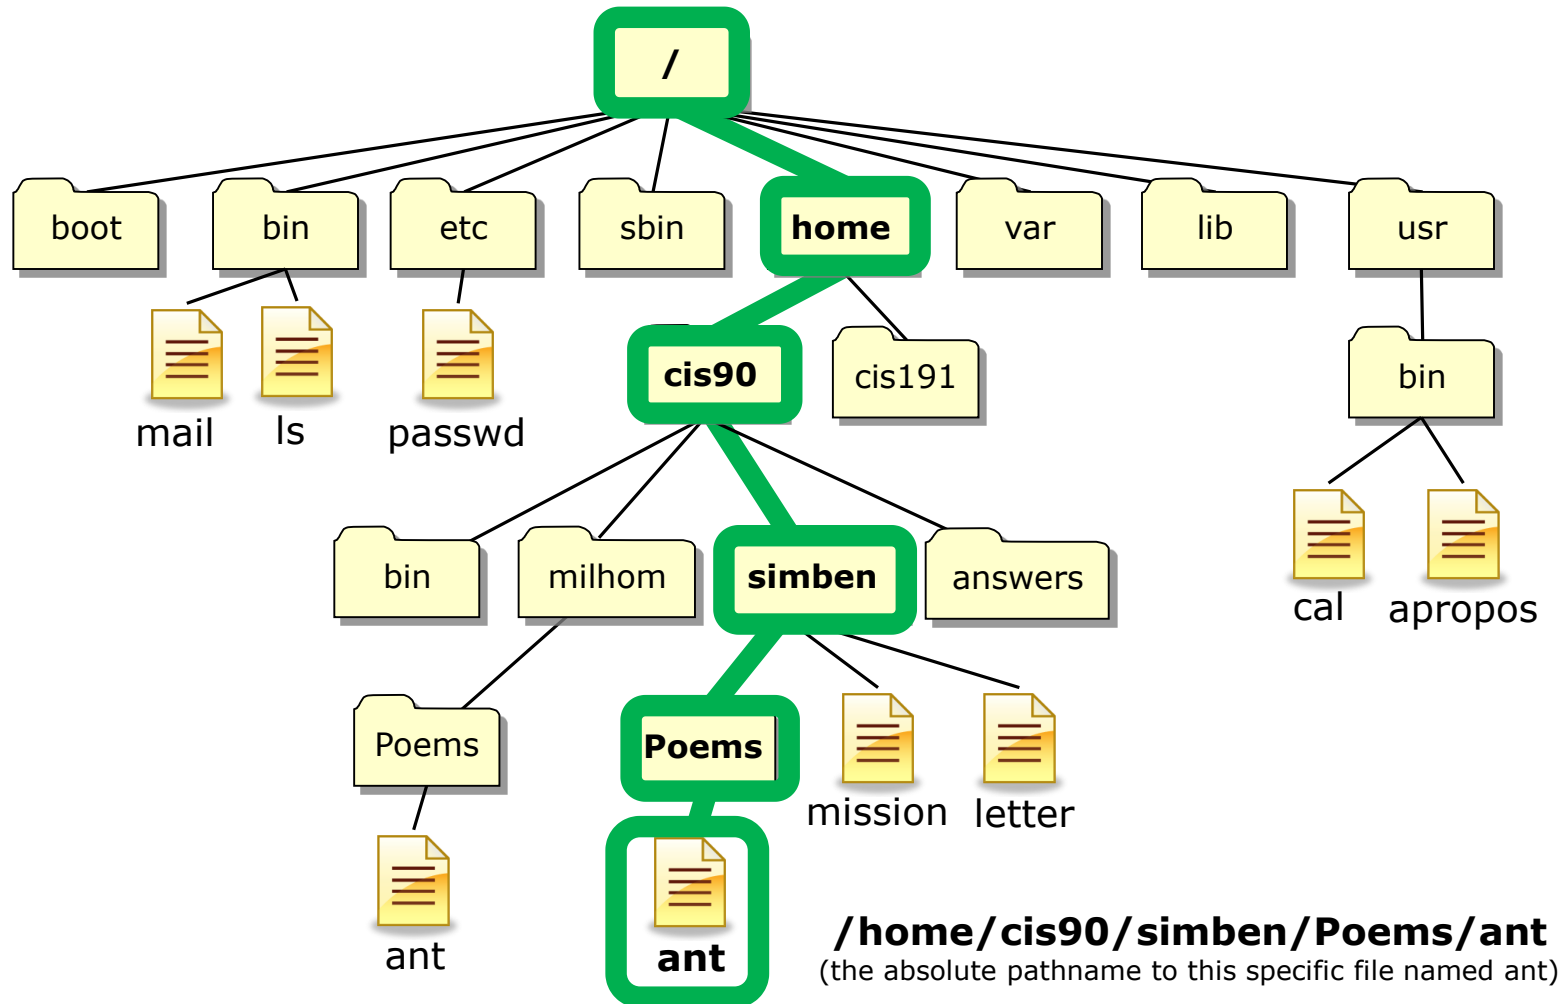 /
boot
bin
etc
sbin
home
var
lib
usr
mail
ls
passwd
cis90
cis191
bin
bin
milhom
simben
answers
cal
apropos
Poems
Poems
mission
letter
ant
ant
/home/cis90/simben/Poems/ant
(the absolute pathname to this specific file named ant)